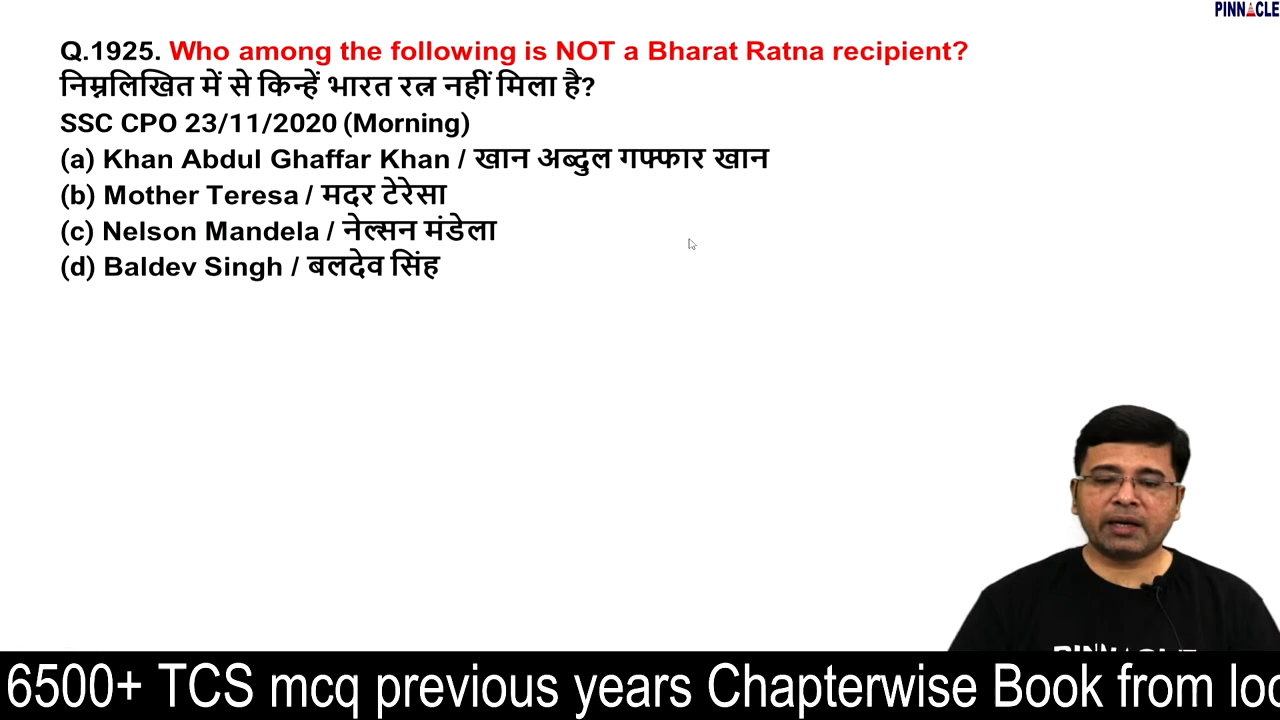 PINNACLE
Q.1925. Who among the following is NOT a Bharat Ratna recipient?
निम्नलिखित में से किन्हें भारत रत्न नहीं मिला है?
SSC CPO 23/11/2020 (Morning)
(a) Khan Abdul Ghaffar Khan / खान अब्दुल गफ्फार खान
(b) Mother Teresa / मदर टेरेसा
(c) Nelson Mandela / नेल्सन मंडेला
(d) Baldev Singh / बलदेव सिंह
PINNACLE
6500+ TCS mcq previous years Chapterwise Book from